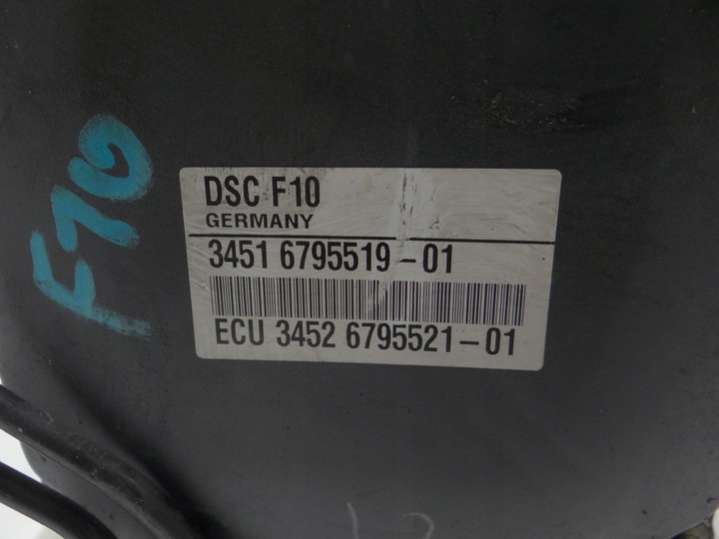 F10
DSC F10
GERMANY
3451 6795519-01
ECU 3452 6795521-01